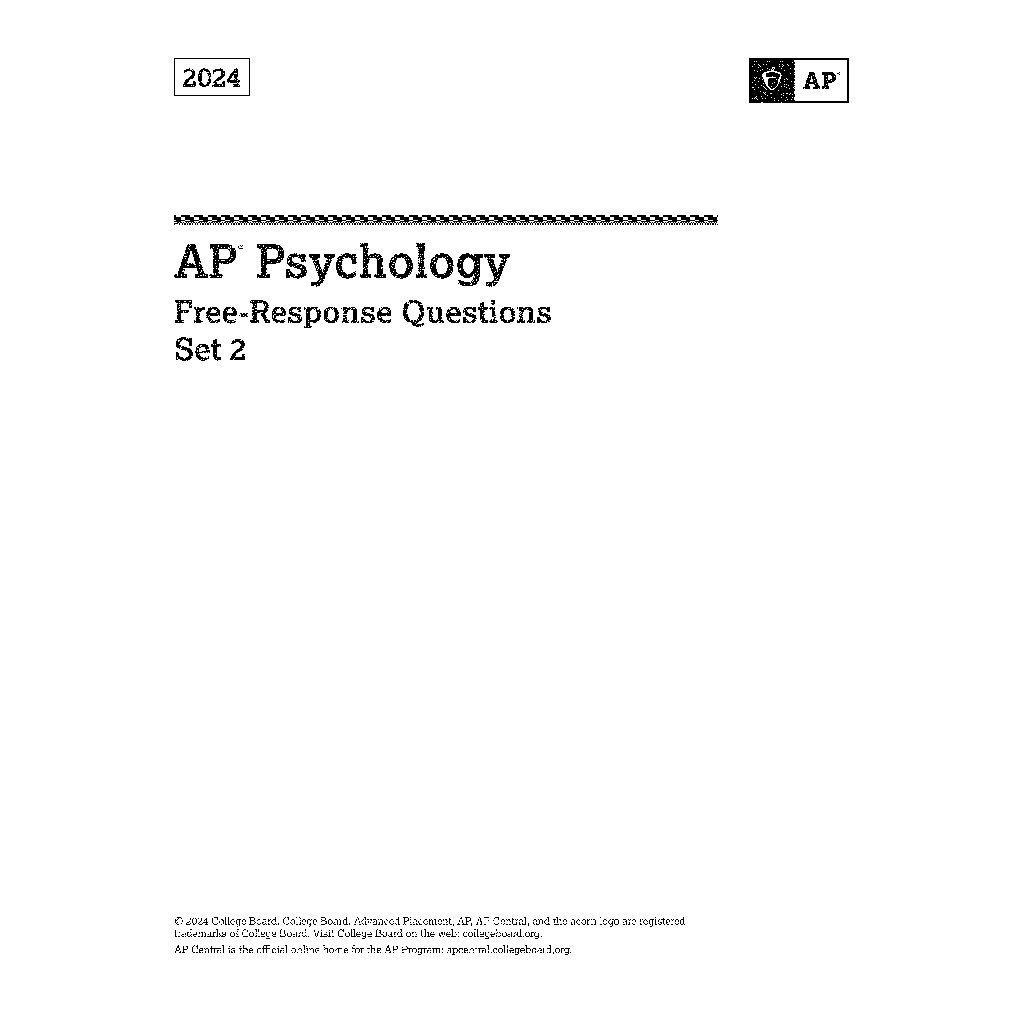 2024
AP®
AP® Psychology
Free-Response Questions
Set 2
© 2024 College Board. College Board, Advanced Placement, AP, AP Central, and the acorn logo are registered
trademarks of College Board. Visit College Board on the web: collegeboard.org.
AP Central is the official online home for the AP Program: apcentral.collegeboard.org.